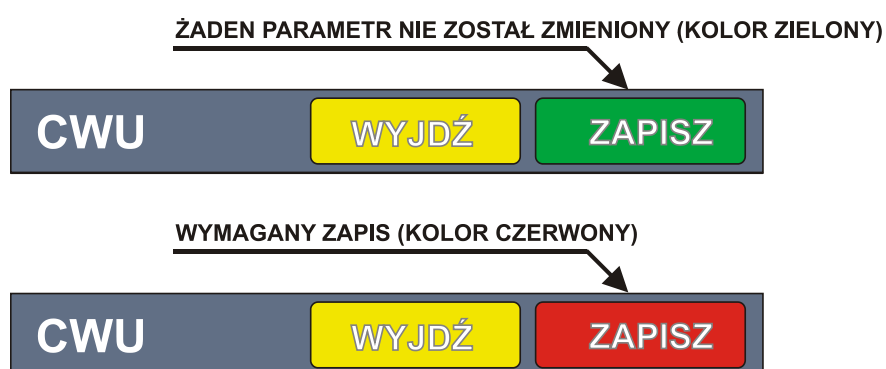 ŻADEN PARAMETR NIE ZOSTAŁ ZMIENIONY (KOLOR ZIELONY)
CWU WYJDŹ ZAPISZ
WYMAGANY ZAPIS (KOLOR CZERWONY)
CWU WYJDŹ ZAPISZ